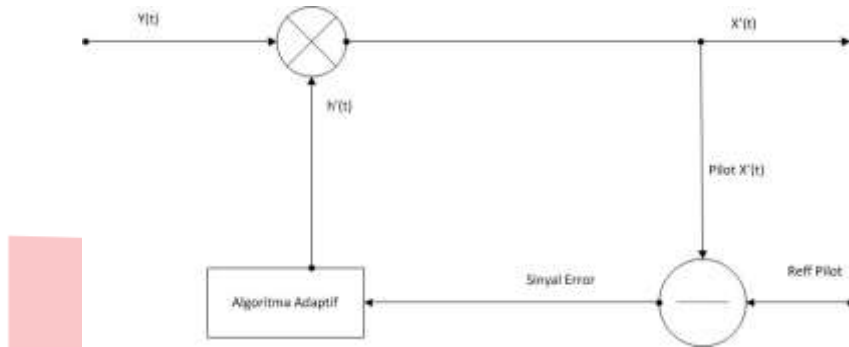 Y(t)
X'(t)
h'(t)
Pilot X'(t)
Sinyal Error
Reff Pilot
Algoritma Adaptif